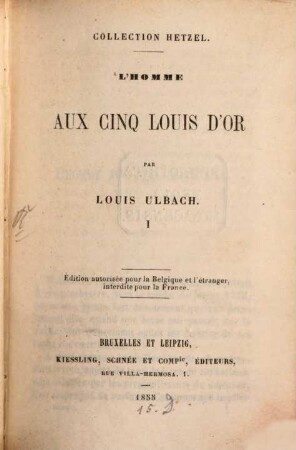 COLLECTION HETZEL.
L'HOMME
AUX CINQ LOUIS D'OR
PAR
LOUIS ULBACH.
I
Édition autorisée pour la Belgique et l'étranger,
interdite pour la France.
BRUXELLES ET LEIPZIG,
KIESSLING, SCHNÉE ET COMPie, ÉDITEURS,
RUE VILLA-HERMOSA, 1.
1855